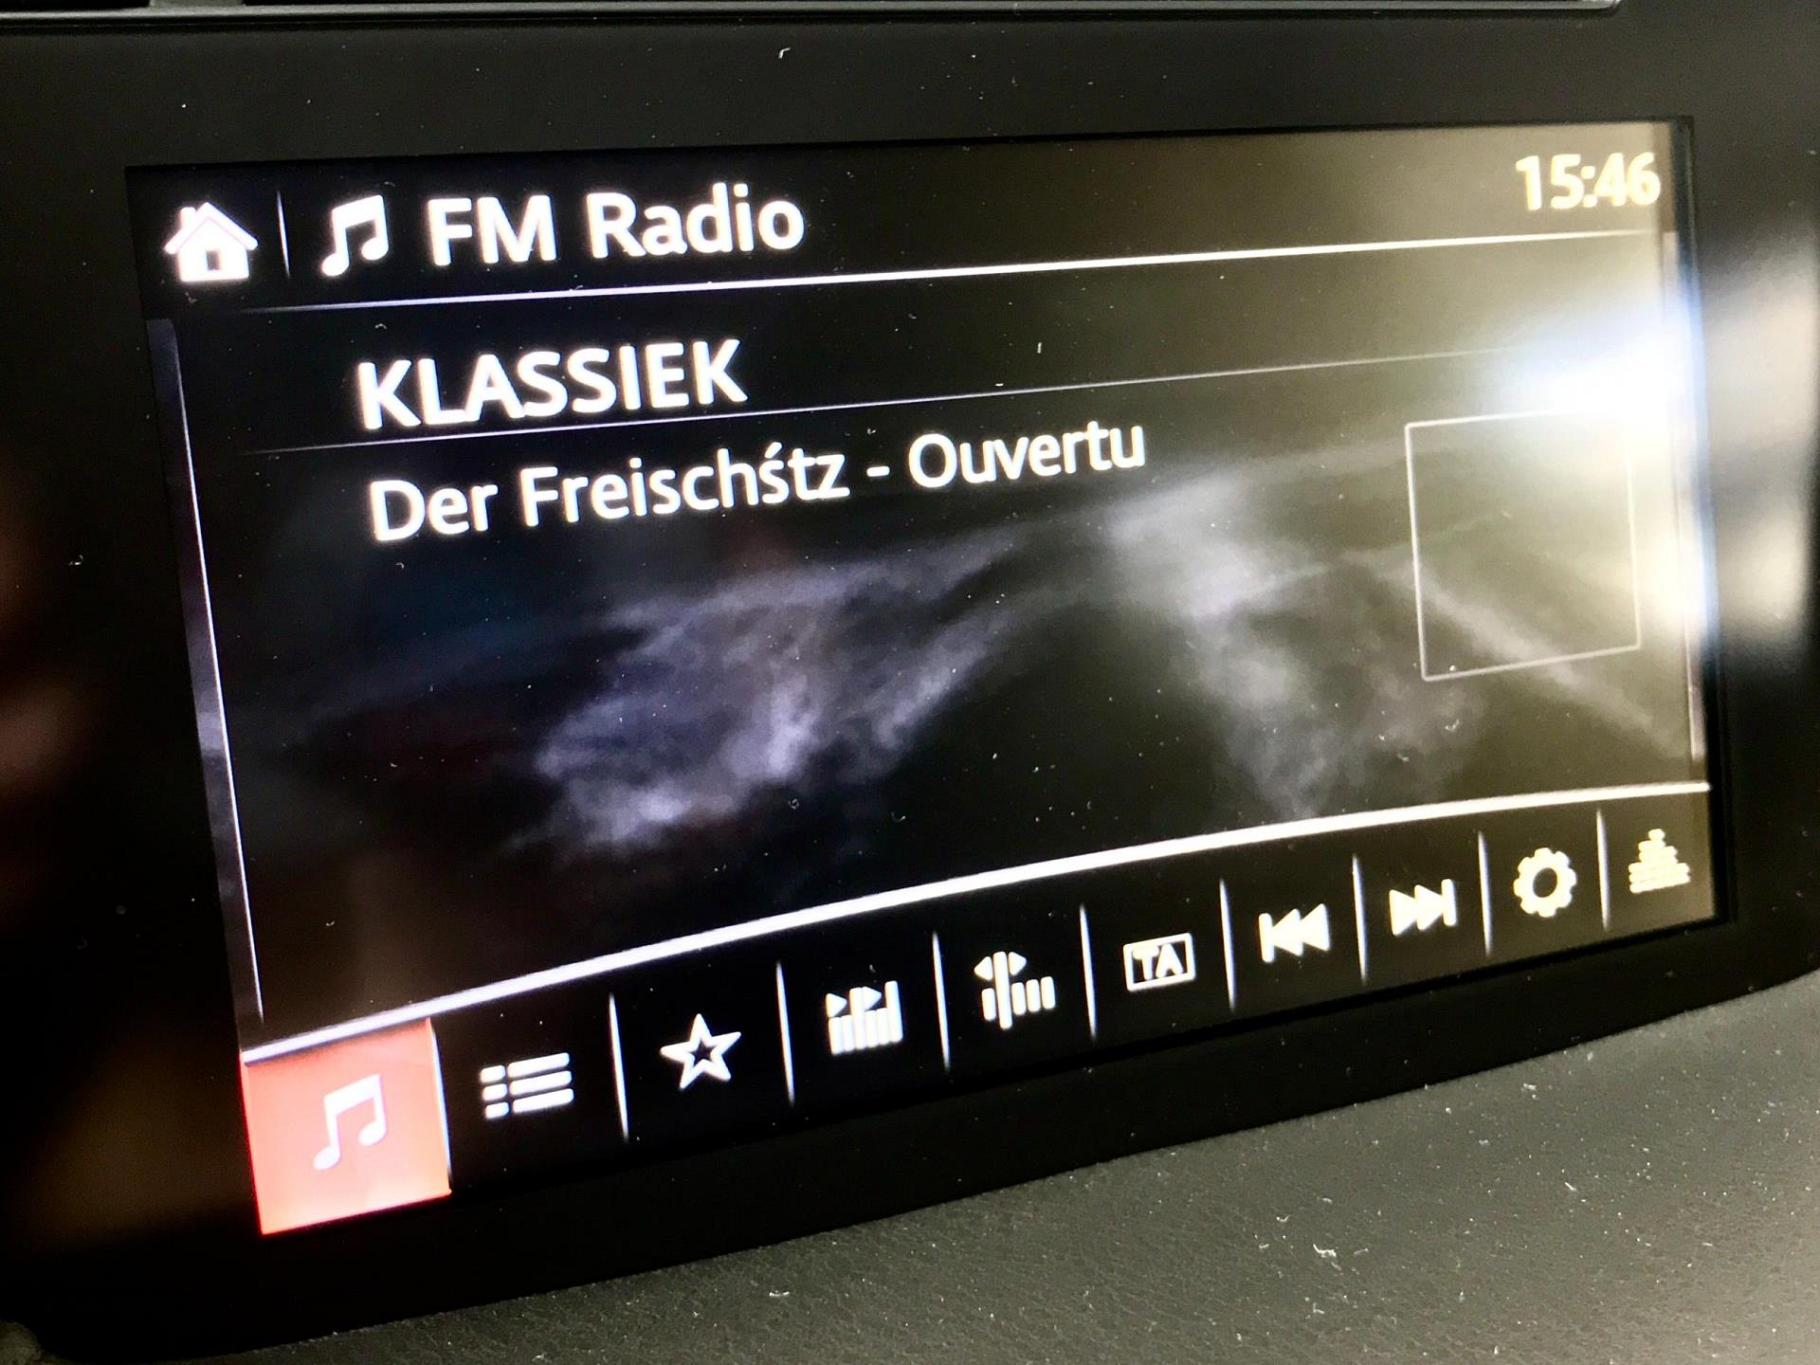 FM Radio
15:46
KLASSIEK
Der Freischśtz - Ouvertu
TA